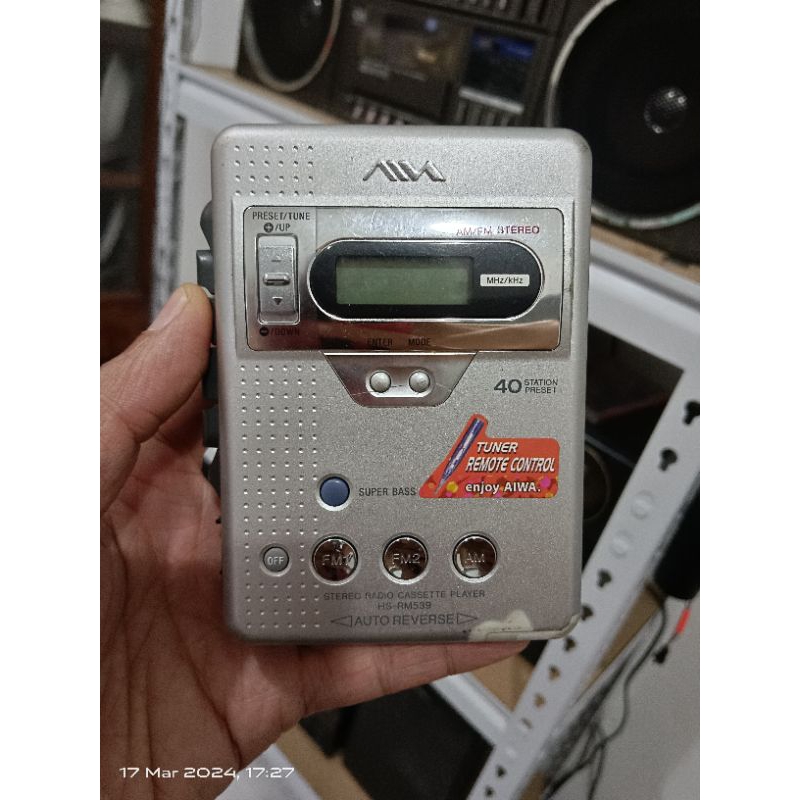 AIWA
PRESET/TUNE
⊕/UP
AM/FM STEREO
MHz/kHz
⊖/DOWN
ENTER MODE
40 STATION PRESET
TUNER
REMOTE CONTROL
enjoy AIWA.
SUPER BASS
OFF FM1 FM2 AM
STEREO RADIO CASSETTE PLAYER
HS-RM539
◁AUTO REVERSE▷
17 Mar 2024, 17:27